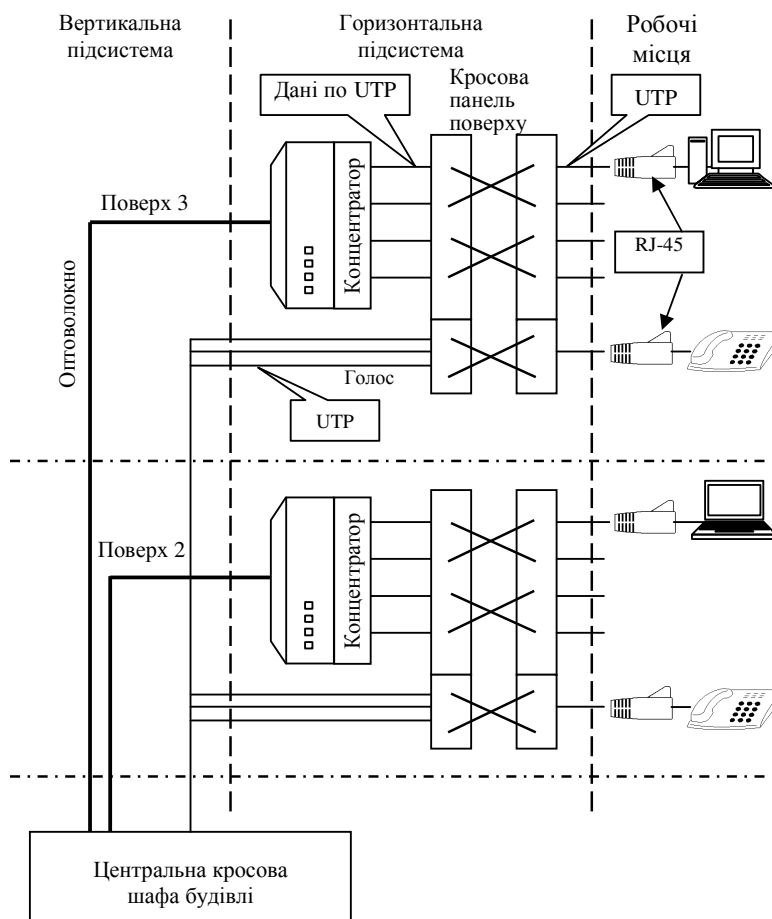 Вертикальна
підсистема
Горизонтальна
підсистема
Робочі
місця
Дані по UTP
Кросова
панель
поверху
UTP
Концентратор
Поверх 3
RJ-45
Оптоволокно
Голос
UTP
Концентратор
Поверх 2
Центральна кросова
шафа будівлі